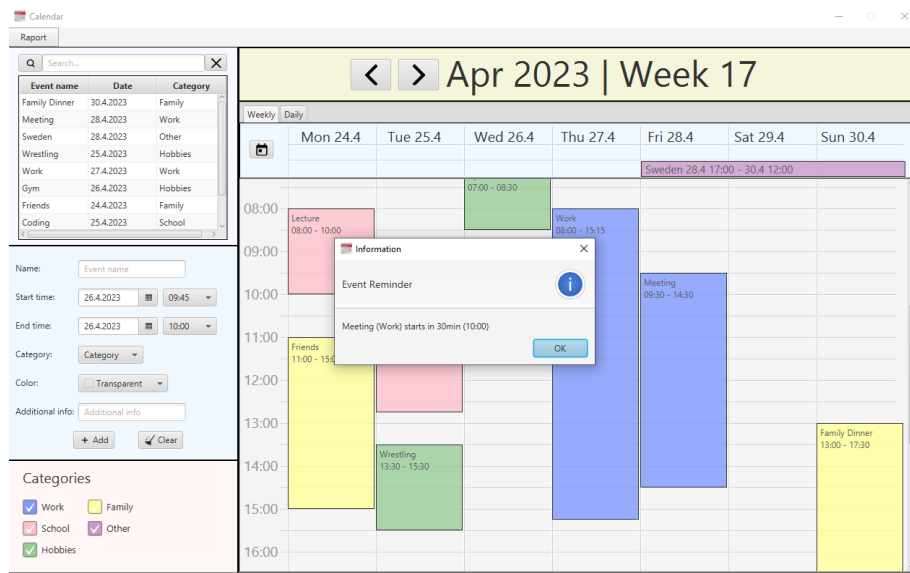 Calendar
Raport
Search...
Event name Date Category
Family Dinner 30.4.2023 Family
Meeting 28.4.2023 Work
Sweden 28.4.2023 Other
Wrestling 25.4.2023 Hobbies
Work 27.4.2023 Work
Gym 26.4.2023 Hobbies
Friends 24.4.2023 Family
Coding 25.4.2023 School
Name: Event name
Start time: 26.4.2023 09:45
End time: 26.4.2023 10:00
Category: Category
Color: Transparent
Additional info: Additional info
+ Add Clear
Categories
Work Family
School Other
Hobbies
Apr 2023 | Week 17
Weekly Daily
Mon 24.4 Tue 25.4 Wed 26.4 Thu 27.4 Fri 28.4 Sat 29.4 Sun 30.4
Sweden 28.4 17:00 - 30.4 12:00
07:00 - 08:30
08:00
Lecture
08:00 - 10:00
Work
08:00 - 15:15
09:00
Information
Event Reminder
Meeting (Work) starts in 30min (10:00)
OK
Meeting
09:30 - 14:30
10:00
11:00
Friends
11:00 - 15:0
12:00
13:00
Family Dinner
13:00 - 17:30
Wrestling
13:30 - 15:30
14:00
15:00
16:00